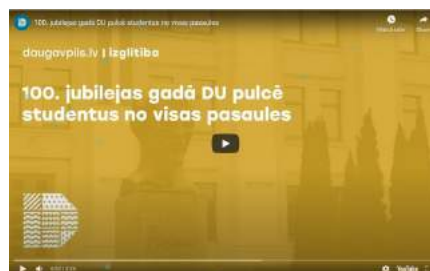 100. jubilejas gadā DU pulcē studentus no visas pasaules
daugavpils.lv | izglītība
100. jubilejas gadā DU pulcē
studentus no visas pasaules
YouTube